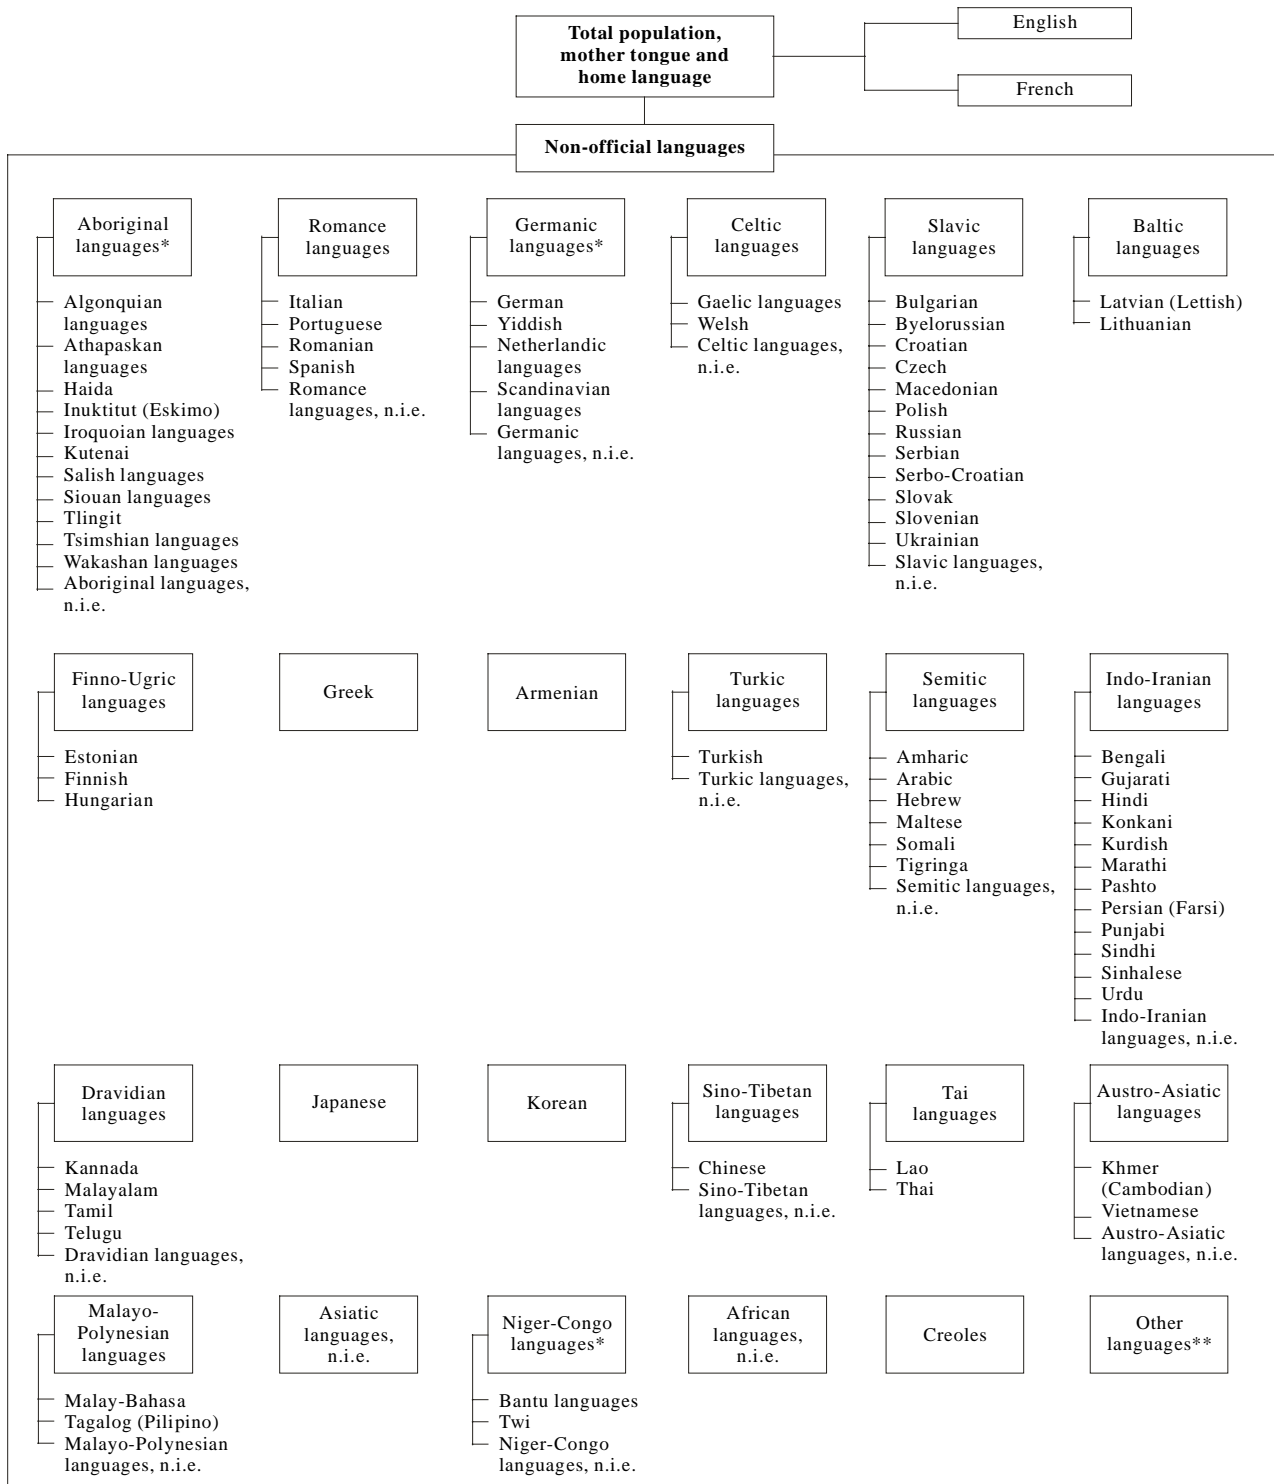 Total population,
mother tongue and
home language
English
French
Non-official languages
Aboriginal
languages*
Algonquian
languages
Athapaskan
languages
Haida
Inuktitut (Eskimo)
Iroquoian languages
Kutenai
Salish languages
Siouan languages
Tlingit
Tsimshian languages
Wakashan languages
Aboriginal languages,
n.i.e.
Romance
languages
Italian
Portuguese
Romanian
Spanish
Romance
languages, n.i.e.
Germanic
languages*
German
Yiddish
Netherlandic
languages
Scandinavian
languages
Germanic
languages, n.i.e.
Celtic
languages
Gaelic languages
Welsh
Celtic languages,
n.i.e.
Slavic
languages
Bulgarian
Byelorussian
Croatian
Czech
Macedonian
Polish
Russian
Serbian
Serbo-Croatian
Slovak
Slovenian
Ukrainian
Slavic languages,
n.i.e.
Baltic
languages
Latvian (Lettish)
Lithuanian
Finno-Ugric
languages
Estonian
Finnish
Hungarian
Greek
Armenian
Turkic
languages
Turkish
Turkic languages,
n.i.e.
Semitic
languages
Amharic
Arabic
Hebrew
Maltese
Somali
Tigringa
Semitic languages,
n.i.e.
Indo-Iranian
languages
Bengali
Gujarati
Hindi
Konkani
Kurdish
Marathi
Pashto
Persian (Farsi)
Punjabi
Sindhi
Sinhalese
Urdu
Indo-Iranian
languages, n.i.e.
Dravidian
languages
Kannada
Malayalam
Tamil
Telugu
Dravidian languages,
n.i.e.
Japanese
Korean
Sino-Tibetan
languages
Chinese
Sino-Tibetan
languages, n.i.e.
Tai
languages
Lao
Thai
Austro-Asiatic
languages
Khmer
(Cambodian)
Vietnamese
Austro-Asiatic
languages, n.i.e.
Malayo-
Polynesian
languages
Malay-Bahasa
Tagalog (Pilipino)
Malayo-Polynesian
languages, n.i.e.
Asiatic
languages,
n.i.e.
Niger-Congo
languages*
Bantu languages
Twi
Niger-Congo
languages, n.i.e.
African
languages,
n.i.e.
Creoles
Other
languages**